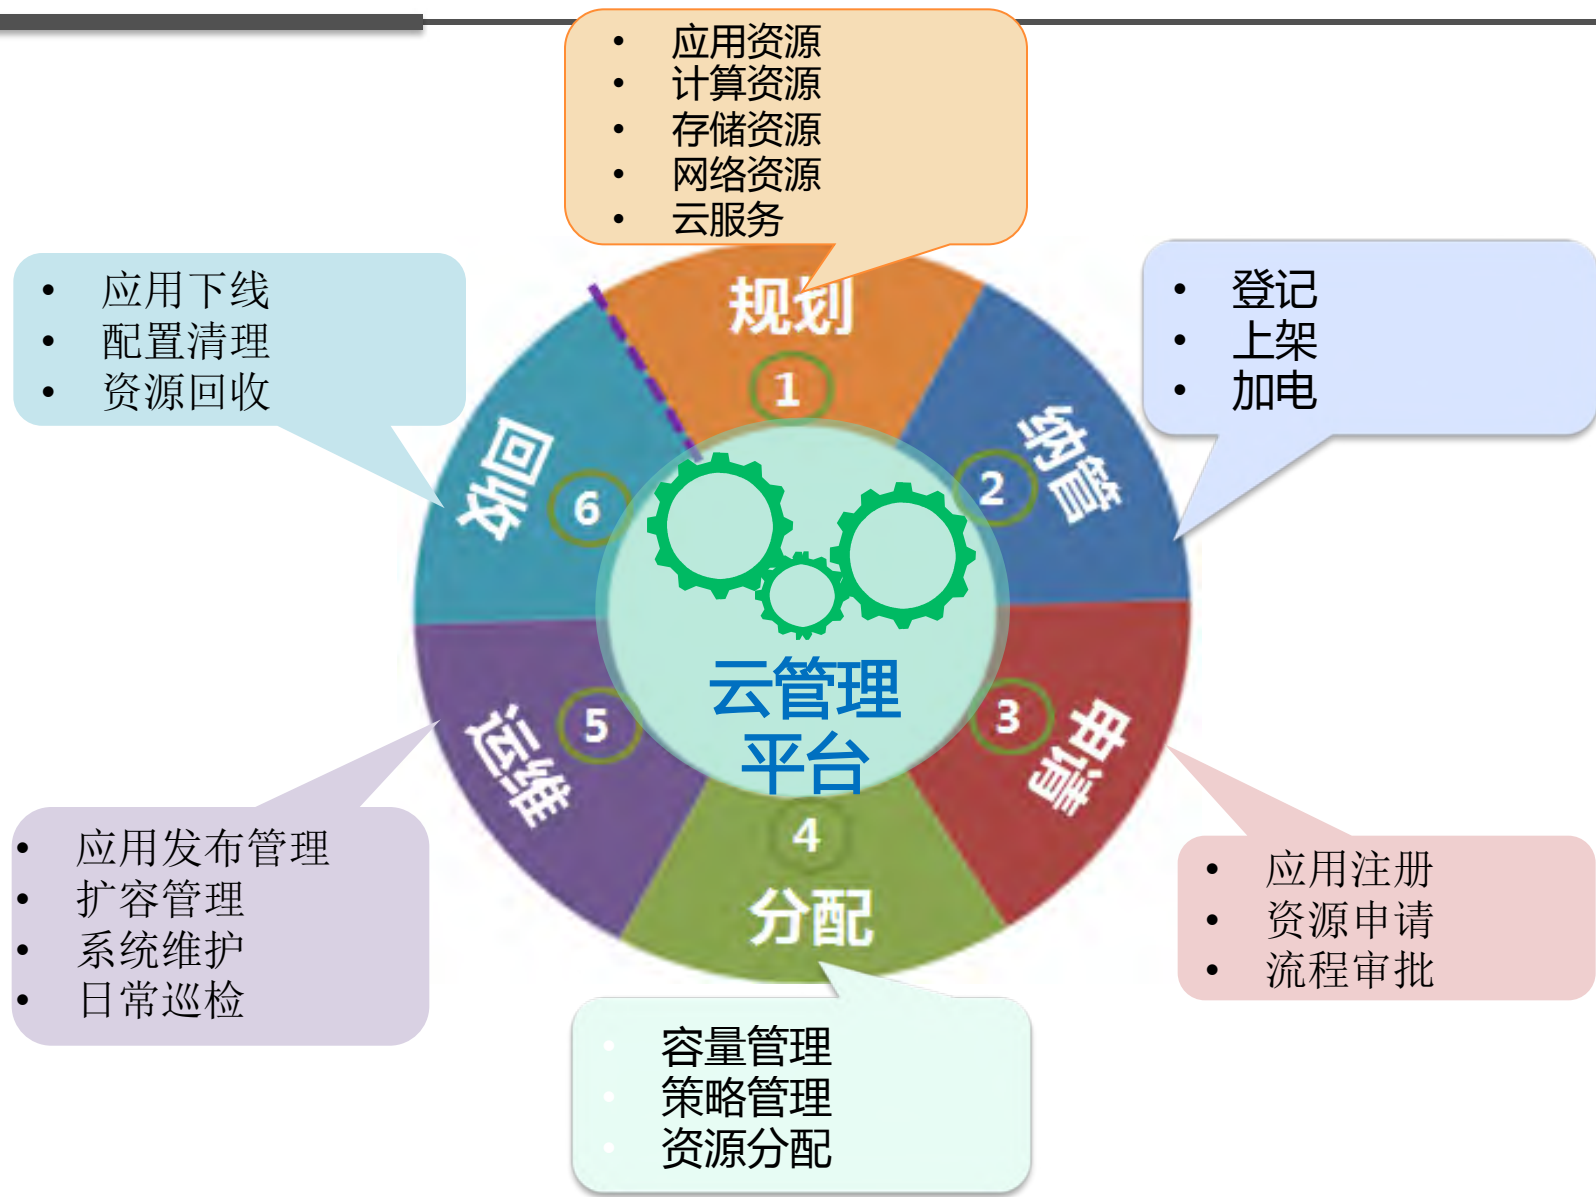 应用资源
计算资源
存储资源
网络资源
云服务
规划
1
登记
上架
加电
纳管
2
申请
3
应用注册
资源申请
流程审批
4
分配
容量管理
策略管理
资源分配
运维
5
应用发布管理
扩容管理
系统维护
日常巡检
回收
6
应用下线
配置清理
资源回收
云管理
平台